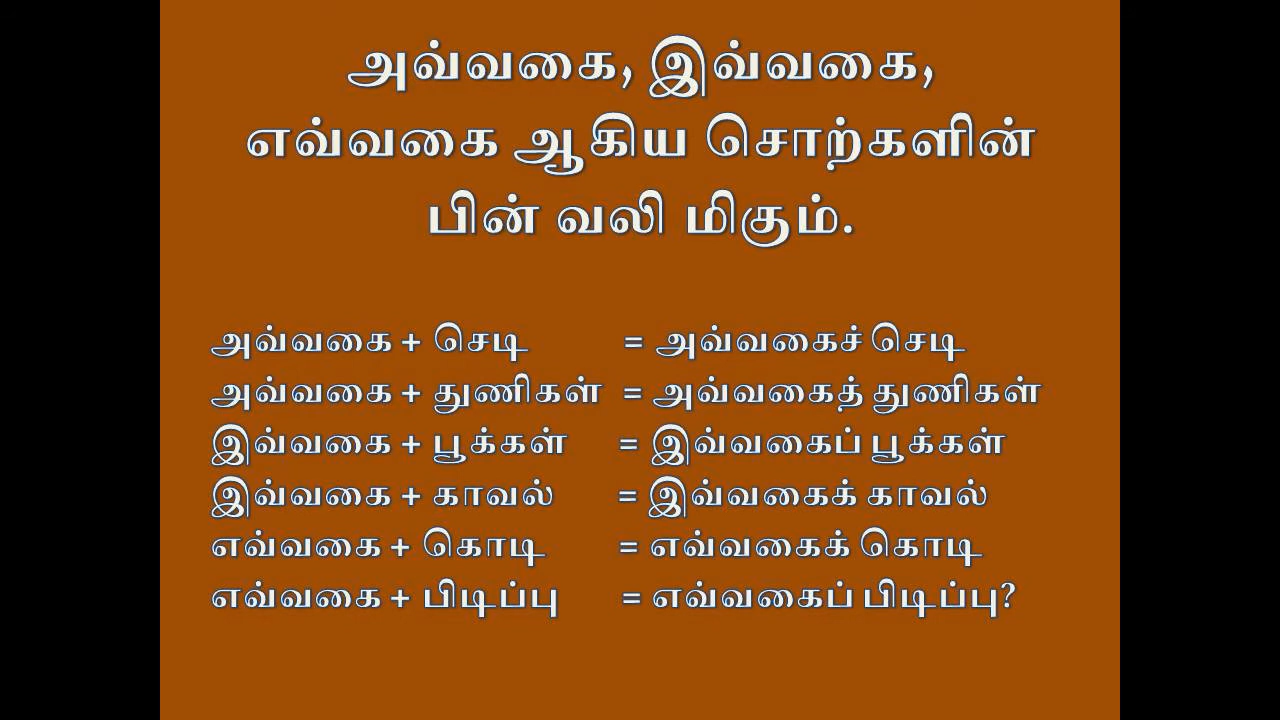 அவ்வகை, இவ்வகை,
எவ்வகை ஆகிய சொற்களின்
பின் வலி மிகும்.
அவ்வகை + செடி = அவ்வகைச் செடி
அவ்வகை + துணிகள் = அவ்வகைத் துணிகள்
இவ்வகை + பூக்கள் = இவ்வகைப் பூக்கள்
இவ்வகை + காவல் = இவ்வகைக் காவல்
எவ்வகை + கொடி = எவ்வகைக் கொடி
எவ்வகை + பிடிப்பு = எவ்வகைப் பிடிப்பு?